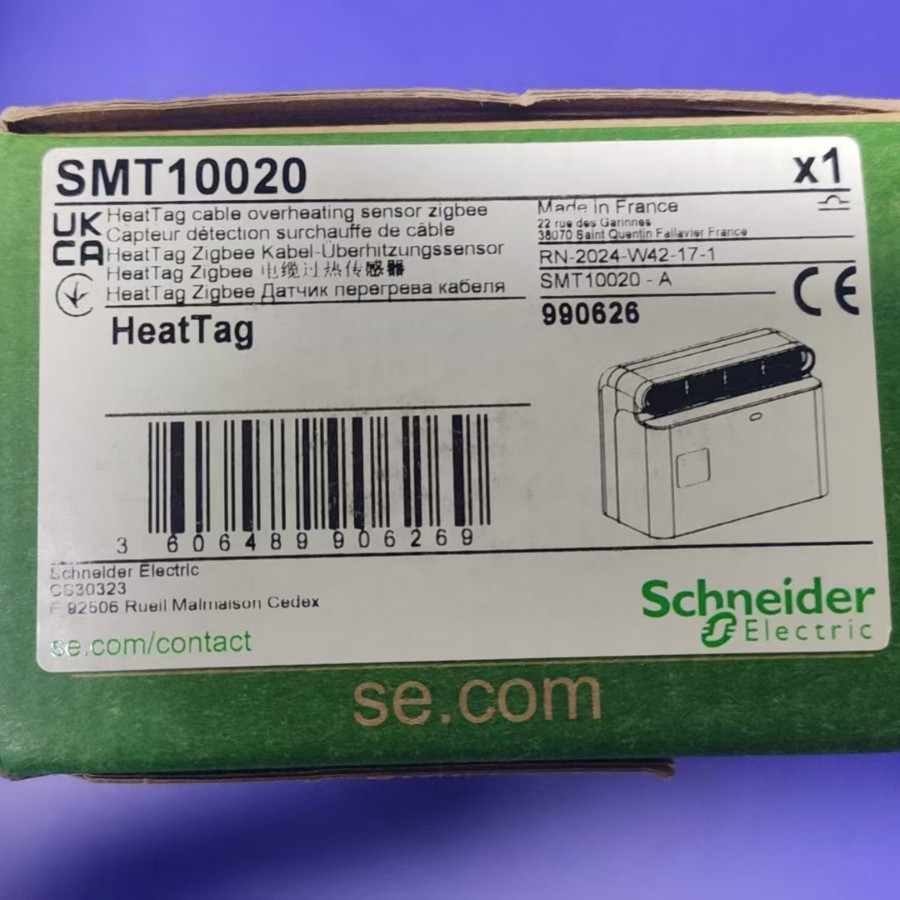 SMT10020
x1
UK
CA
HeatTag cable overheating sensor zigbee
Capteur détection surchauffe de câble
HeatTag Zigbee Kabel-Überhitzungssensor
HeatTag Zigbee 电缆过热传感器
HeatTag Zigbee Датчик перегрева кабеля
Made in France
22 rue des Garinnes
38070 Saint Quentin Fallavier France
RN-2024-W42-17-1
SMT10020 - A
990626
CE
HeatTag
3 606489 906269
Schneider Electric
CS30323
F 92506 Rueil Malmaison Cedex
se.com/contact
Schneider
Electric
se.com